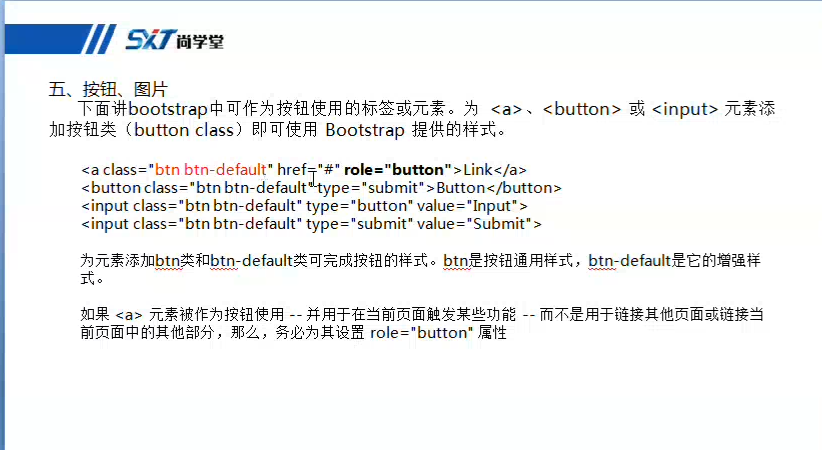 SXT尚学堂
五、按钮、图片
下面讲bootstrap中可作为按钮使用的标签或元素。为 <a>、<button> 或 <input> 元素添
加按钮类（button class）即可使用 Bootstrap 提供的样式。
<a class="btn btn-default" href="#" role="button">Link</a>
<button class="btn btn-default" type="submit">Button</button>
<input class="btn btn-default" type="button" value="Input">
<input class="btn btn-default" type="submit" value="Submit">
为元素添加btn类和btn-default类可完成按钮的样式。btn是按钮通用样式，btn-default是它的增强样
式。
如果 <a> 元素被作为按钮使用 -- 并用于在当前页面触发某些功能 -- 而不是用于链接其他页面或链接当
前页面中的其他部分，那么，务必为其设置 role="button" 属性